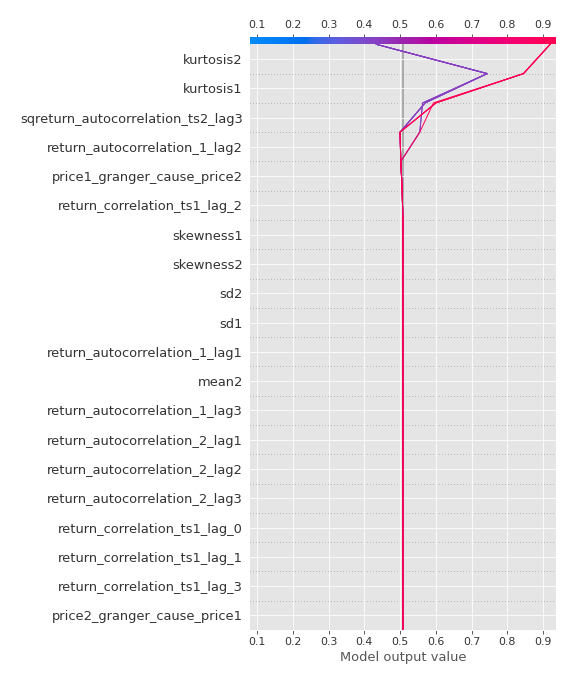 0.1 0.2 0.3 0.4 0.5 0.6 0.7 0.8 0.9
kurtosis2
kurtosis1
sqreturn_autocorrelation_ts2_lag3
return_autocorrelation_1_lag2
price1_granger_cause_price2
return_correlation_ts1_lag_2
skewness1
skewness2
sd2
sd1
return_autocorrelation_1_lag1
mean2
return_autocorrelation_1_lag3
return_autocorrelation_2_lag1
return_autocorrelation_2_lag2
return_autocorrelation_2_lag3
return_correlation_ts1_lag_0
return_correlation_ts1_lag_1
return_correlation_ts1_lag_3
price2_granger_cause_price1
0.1 0.2 0.3 0.4 0.5 0.6 0.7 0.8 0.9
Model output value